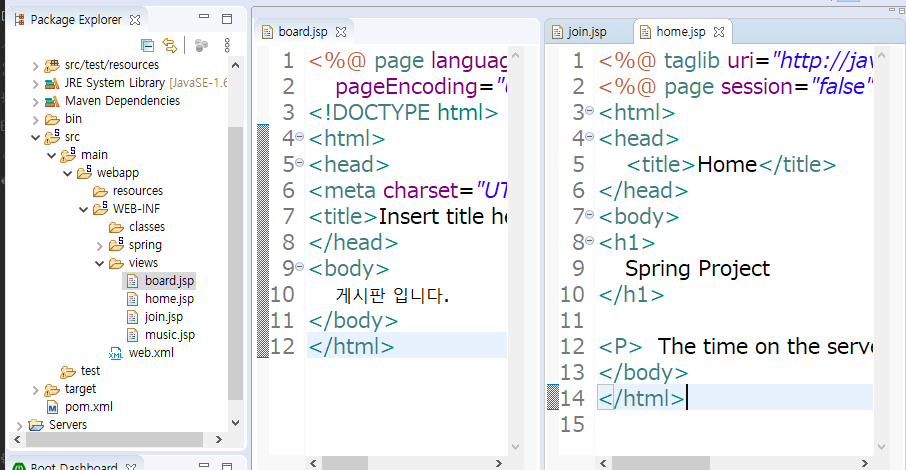 Package Explorer
src/test/resources
JRE System Library [JavaSE-1.6
Maven Dependencies
bin
src
main
webapp
resources
WEB-INF
classes
spring
views
board.jsp
home.jsp
join.jsp
music.jsp
web.xml
test
target
pom.xml
Servers
Boot Dashboard
board.jsp
1 <%@ page languag
2 pageEncoding="
3 <!DOCTYPE html>
4 <html>
5 <head>
6 <meta charset="UT
7 <title>Insert title he
8 </head>
9 <body>
10 게시판 입니다.
11 </body>
12 </html>
join.jsp
home.jsp
1 <%@ taglib uri="http://jav
2 <%@ page session="false"
3 <html>
4 <head>
5 <title>Home</title>
6 </head>
7 <body>
8 <h1>
9 Spring Project
10 </h1>
11
12 <P> The time on the serve
13 </body>
14 </html>
15